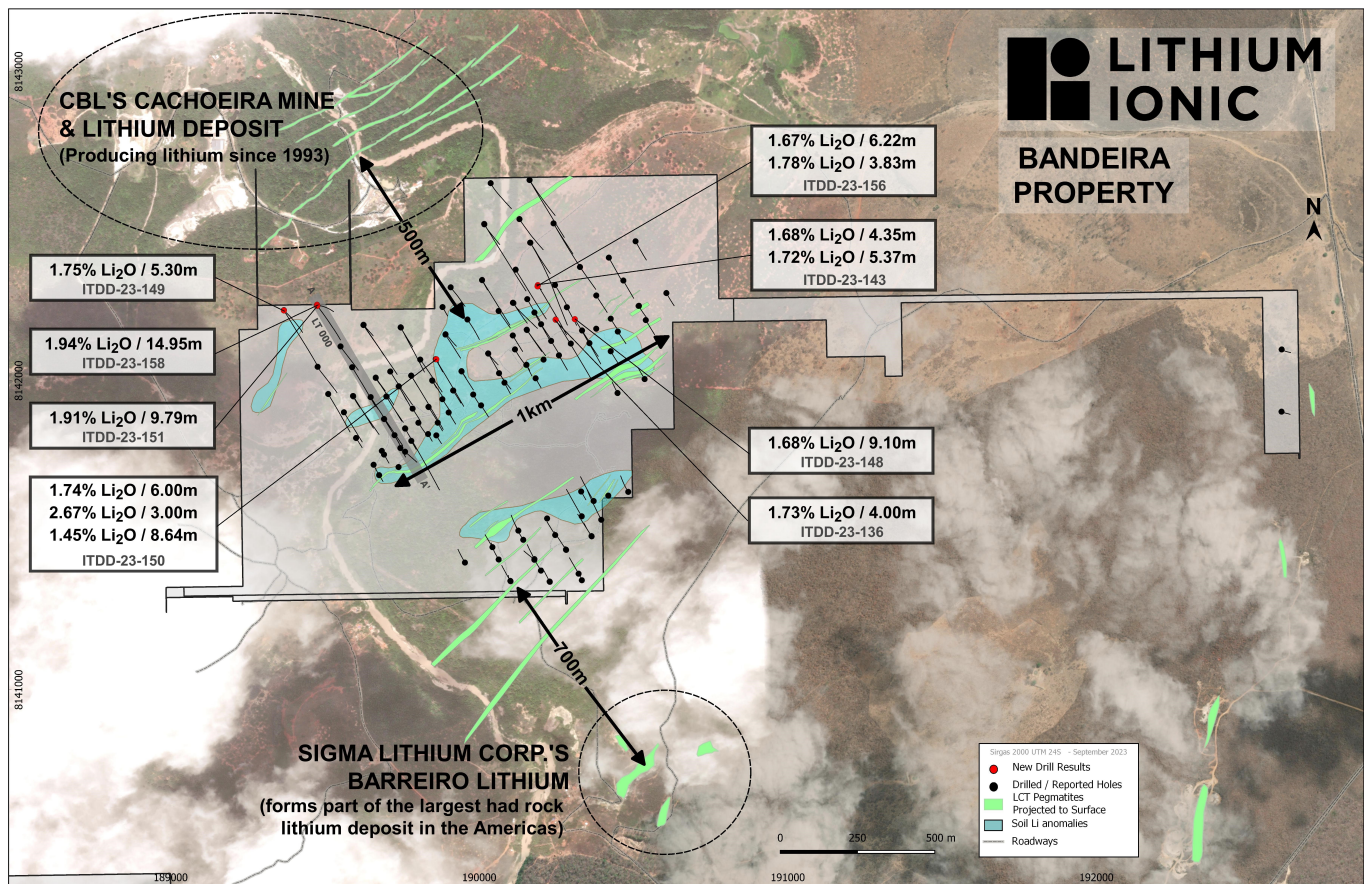 CBL'S CACHOEIRA MINE
& LITHIUM DEPOSIT
(Producing lithium since 1993)
LITHIUM
IONIC
BANDEIRA
PROPERTY
N
1.67% Li₂O / 6.22m
1.78% Li₂O / 3.83m
ITDD-23-156
1.68% Li₂O / 4.35m
1.72% Li₂O / 5.37m
ITDD-23-143
1.75% Li₂O / 5.30m
ITDD-23-149
1.94% Li₂O / 14.95m
ITDD-23-158
1.91% Li₂O / 9.79m
ITDD-23-151
1.74% Li₂O / 6.00m
2.67% Li₂O / 3.00m
1.45% Li₂O / 8.64m
ITDD-23-150
1.68% Li₂O / 9.10m
ITDD-23-148
1.73% Li₂O / 4.00m
ITDD-23-136
500m
A
LT 000
A'
1km
700m
SIGMA LITHIUM CORP.'S
BARREIRO LITHIUM
(forms part of the largest had rock
lithium deposit in the Americas)
Sirgas 2000 UTM 24S - September 2023
New Drill Results
Drilled / Reported Holes
LCT Pegmatites
Projected to Surface
Soil Li anomalies
Roadways
0 250 500 m
8143000
8142000
8141000
189000 190000 191000 192000